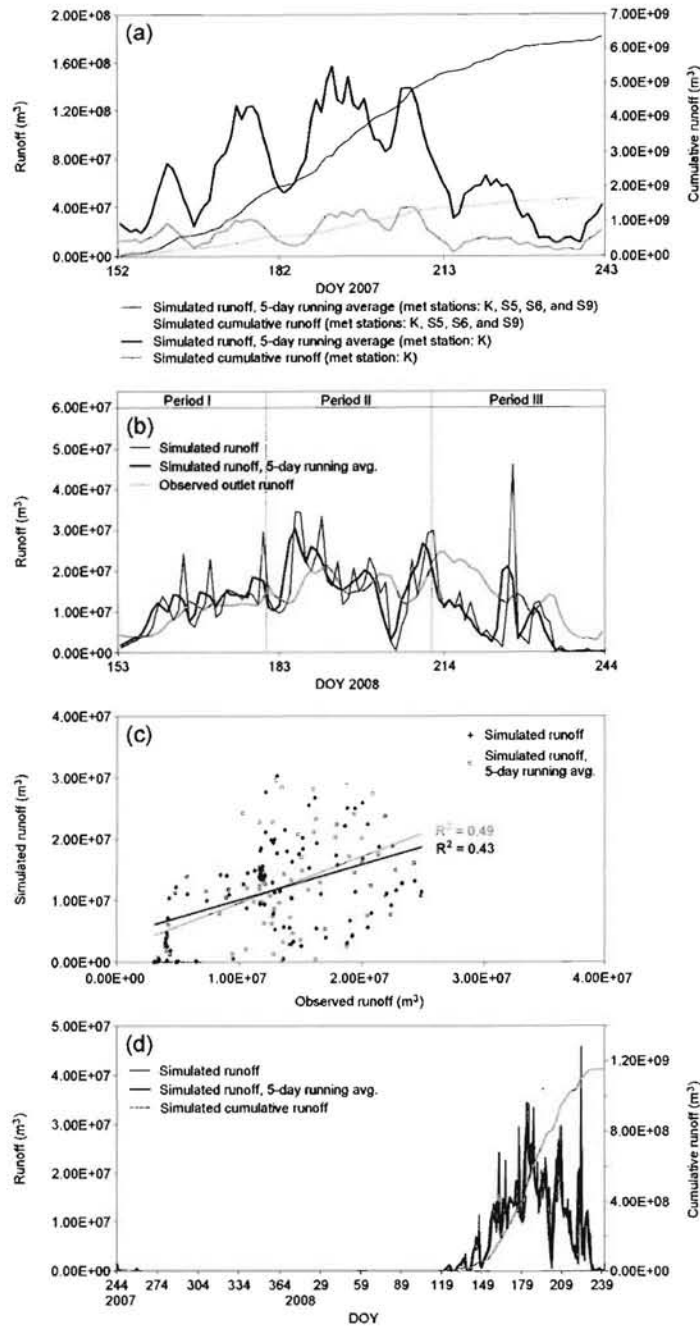 (a)
2.00E+08
1.60E+08
1.20E+08
8.00E+07
4.00E+07
0.00E+00
Runoff (m³)
7.00E+09
6.00E+09
5.00E+09
4.00E+09
3.00E+09
2.00E+09
1.00E+09
0.00E+00
Cumulative runoff (m³)
152 182 213 243
DOY 2007
Simulated runoff, 5-day running average (met stations: K, S5, S6, and S9)
Simulated cumulative runoff (met stations: K, S5, S6, and S9)
Simulated runoff, 5-day running average (met station: K)
Simulated cumulative runoff (met station: K)
Period I Period II Period III
(b)
6.00E+07
5.00E+07
4.00E+07
3.00E+07
2.00E+07
1.00E+07
0.00E+00
Runoff (m³)
Simulated runoff
Simulated runoff, 5-day running avg.
Observed outlet runoff
153 183 214 244
DOY 2008
(c)
4.00E+07
3.00E+07
2.00E+07
1.00E+07
0.00E+00
Simulated runoff (m³)
Simulated runoff
Simulated runoff,
5-day running avg.
R² = 0.49
R² = 0.43
0.00E+00 1.00E+07 2.00E+07 3.00E+07 4.00E+07
Observed runoff (m³)
(d)
5.00E+07
4.00E+07
3.00E+07
2.00E+07
1.00E+07
0.00E+00
Runoff (m³)
Simulated runoff
Simulated runoff, 5-day running avg.
Simulated cumulative runoff
1.20E+09
8.00E+08
4.00E+08
0.00E+00
Cumulative runoff (m³)
244 274 304 334 364 29 59 89 119 149 179 209 239
2007 2008
DOY